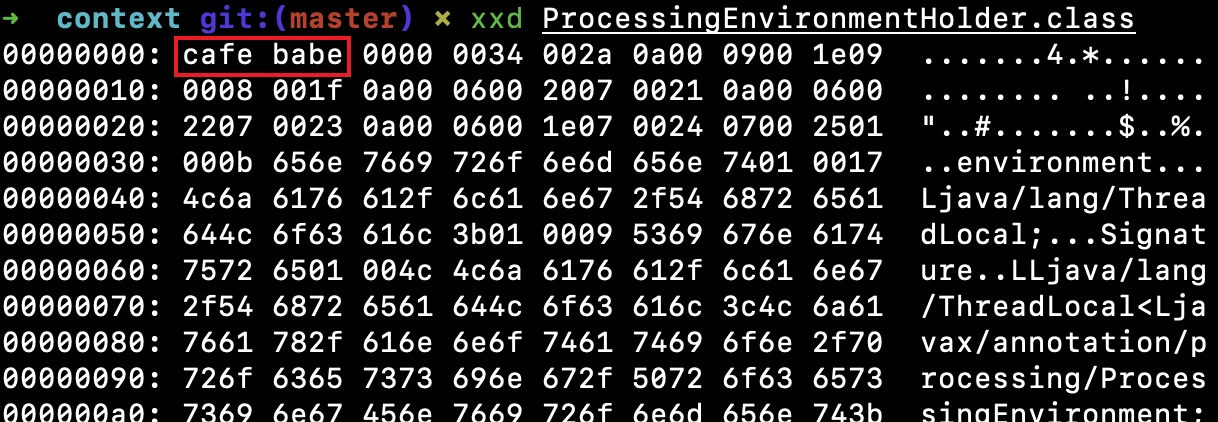 ➜  context git:(master) ✖ xxd ProcessingEnvironmentHolder.class
00000000: cafe babe 0000 0034 002a 0a00 0900 1e09  .......4.*......
00000010: 0008 001f 0a00 0600 2007 0021 0a00 0600  ........ ..!....
00000020: 2207 0023 0a00 0600 1e07 0024 0700 2501  "..#.......$..%.
00000030: 000b 656e 7669 726f 6e6d 656e 7401 0017  ..environment...
00000040: 4c6a 6176 612f 6c61 6e67 2f54 6872 6561  Ljava/lang/Threa
00000050: 644c 6f63 616c 3b01 0009 5369 676e 6174  dLocal;...Signat
00000060: 7572 6501 004c 4c6a 6176 612f 6c61 6e67  ure..LLjava/lang
00000070: 2f54 6872 6561 644c 6f63 616c 3c4c 6a61  /ThreadLocal<Lja
00000080: 7661 782f 616e 6e6f 7461 7469 6f6e 2f70  vax/annotation/p
00000090: 726f 6365 7373 696e 672f 5072 6f63 6573  rocessing/Proces
000000a0: 7369 6e67 456e 7669 726f 6e6d 656e 743b  singEnvironment;